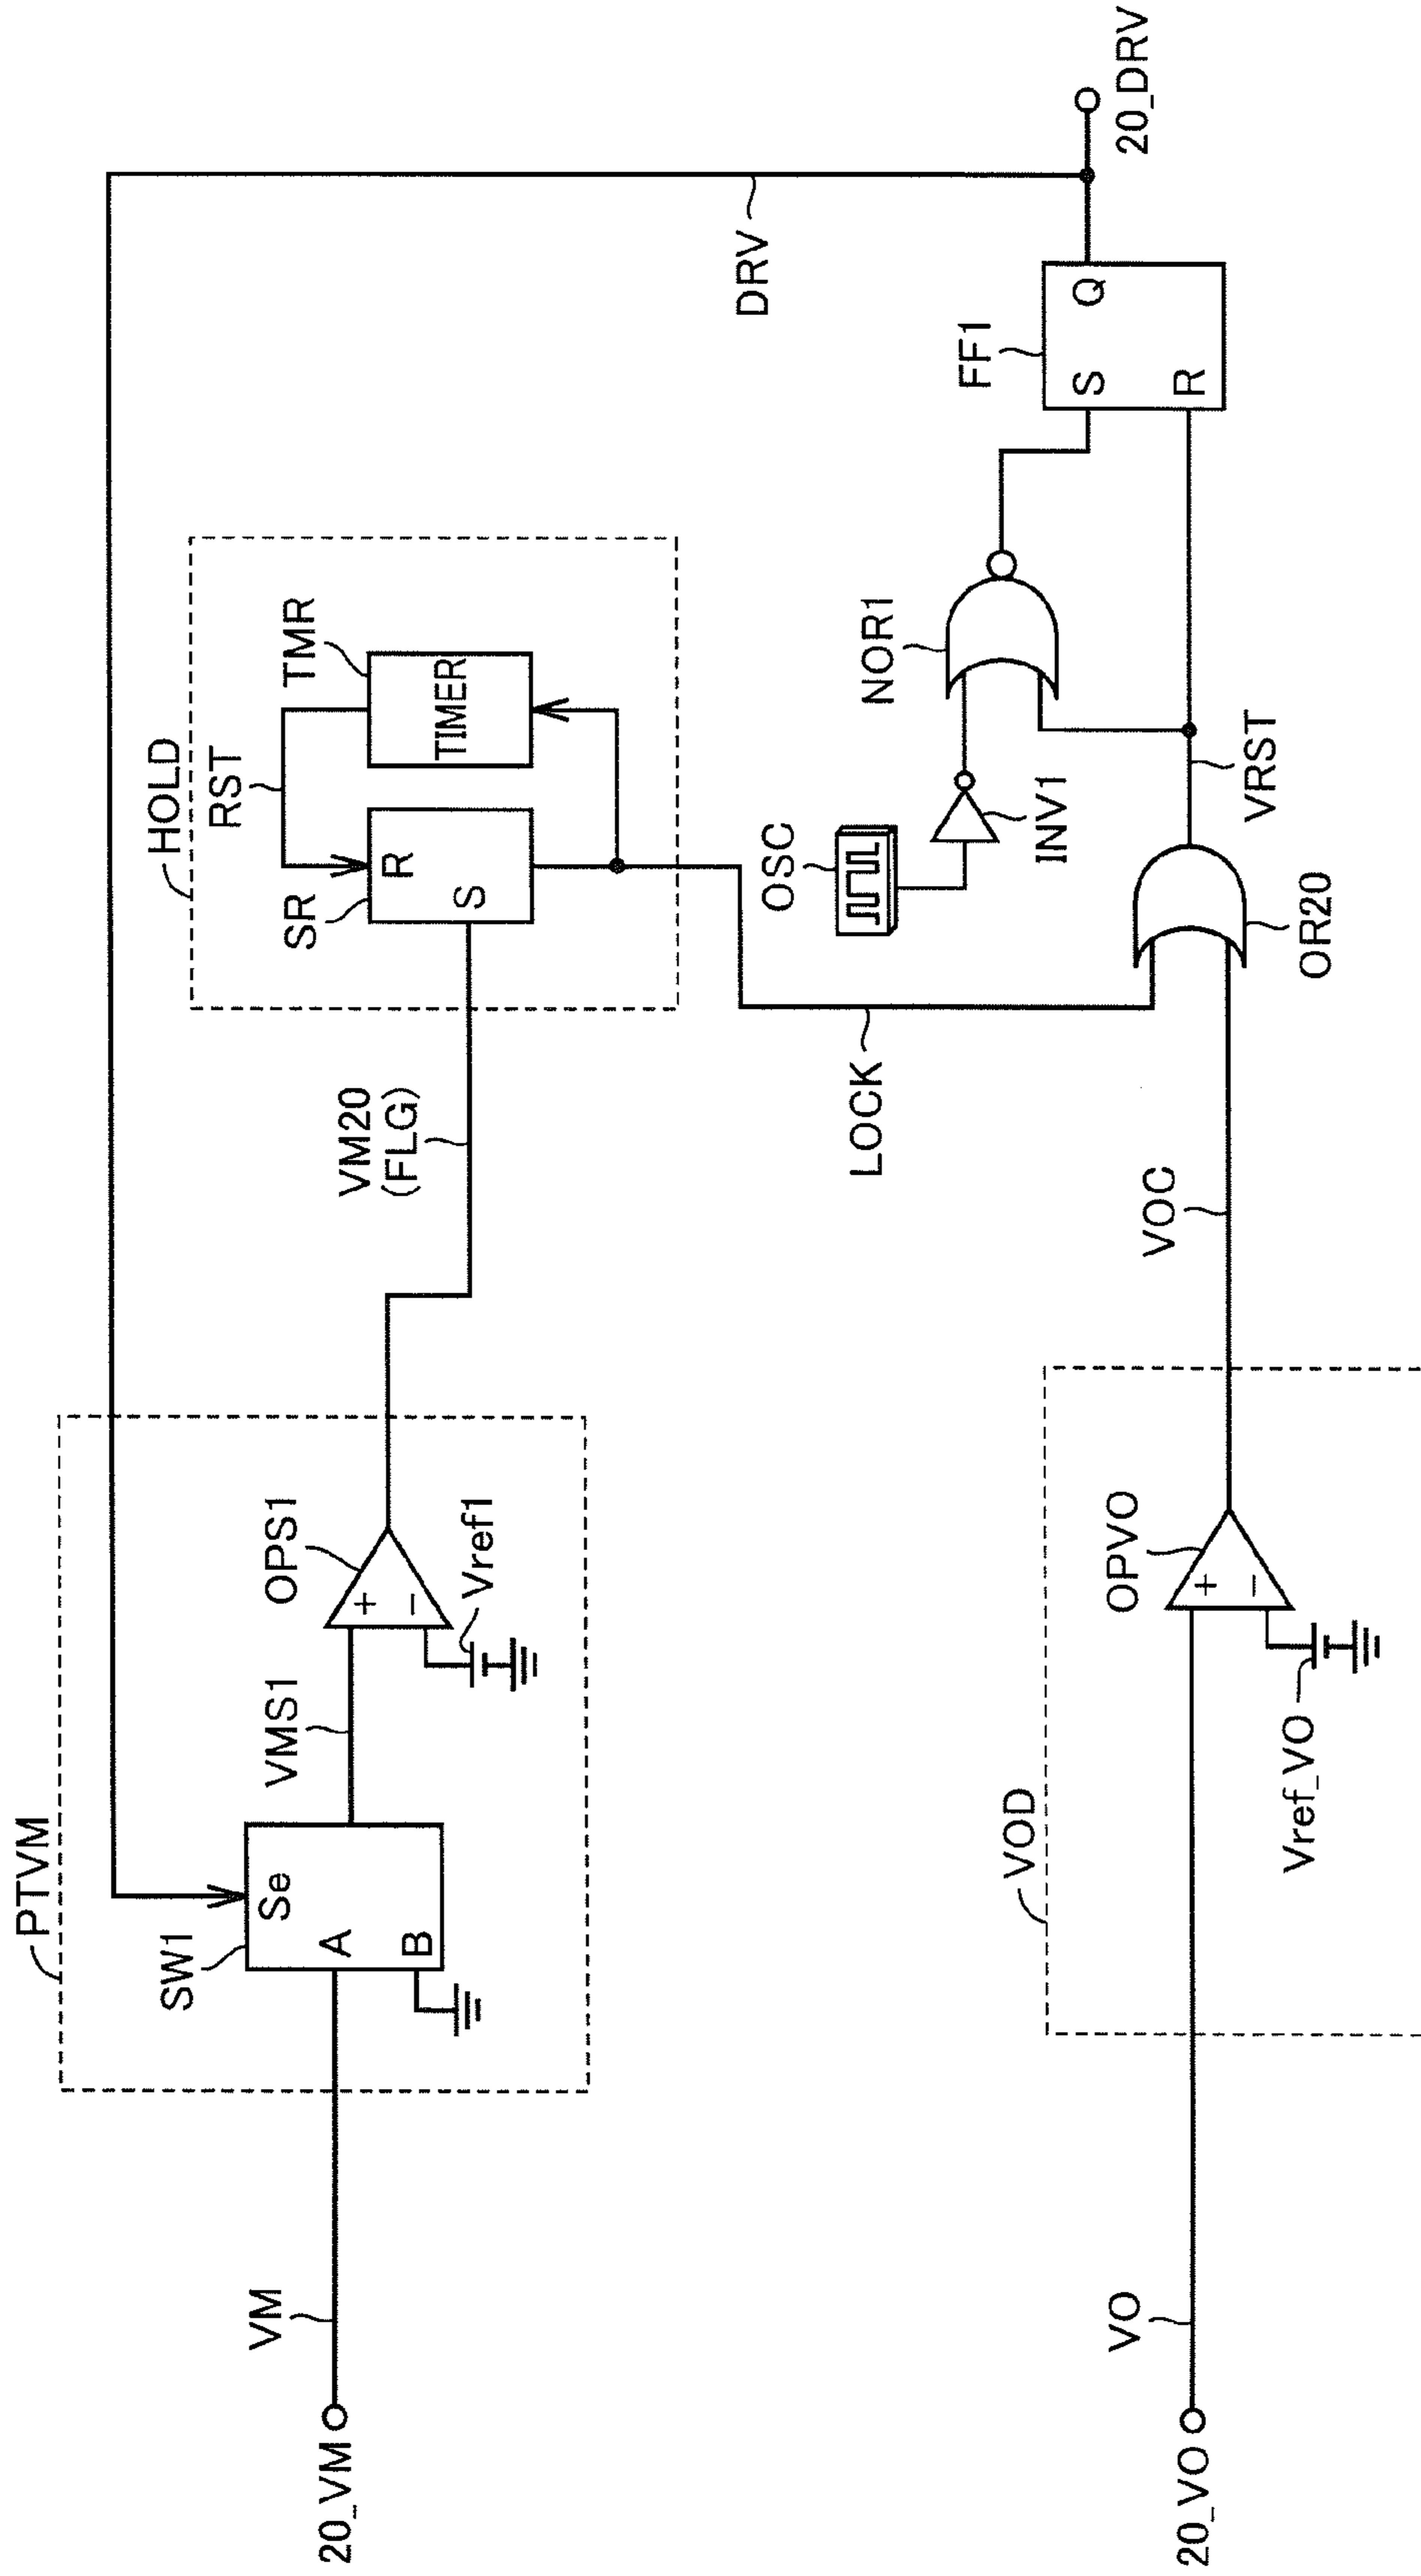 PTVM
SW1
Se
A
B
VM
20_VM
VMS1
OPS1
+
−
Vref1
VM20
(FLG)
HOLD
RST
SR
R
S
TMR
TIMER
DRV
LOCK
OSC
INV1
NOR1
FF1
S
Q
R
20_DRV
VRST
OR20
VOC
VOD
OPVO
+
−
Vref_VO
VO
20_VO